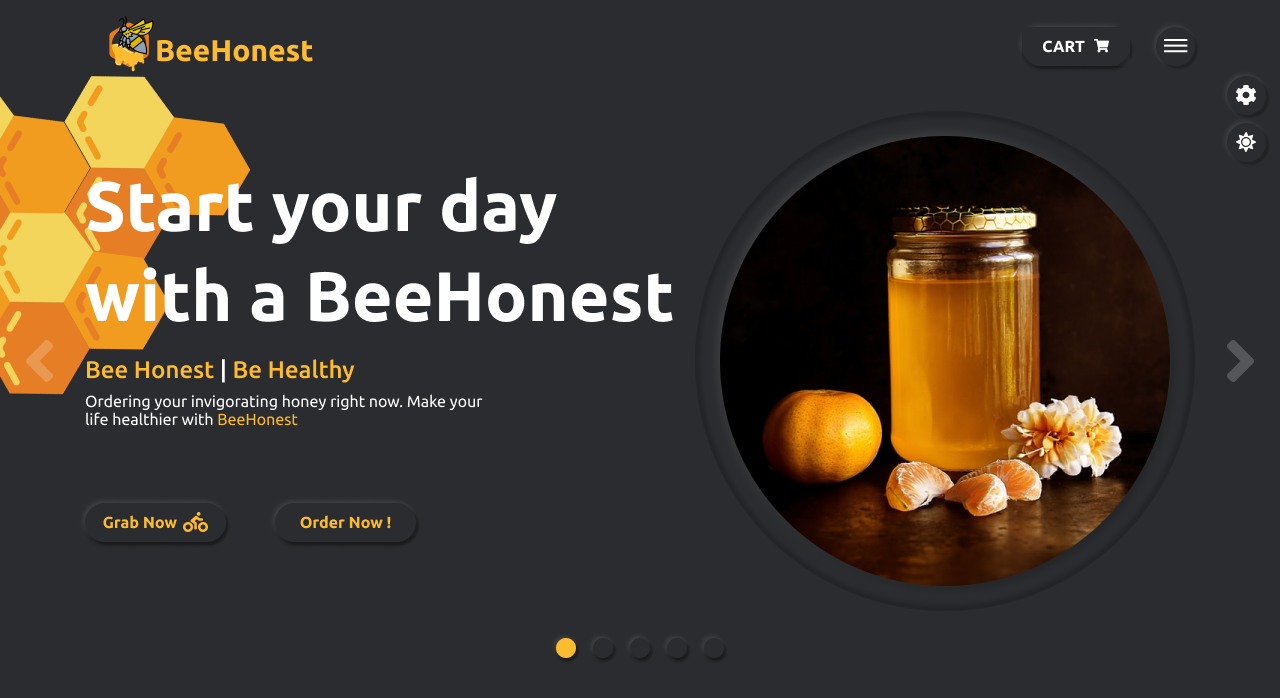 BeeHonest
CART
Start your day
with a BeeHonest
Bee Honest | Be Healthy
Ordering your invigorating honey right now. Make your
life healthier with BeeHonest
Grab Now
Order Now !